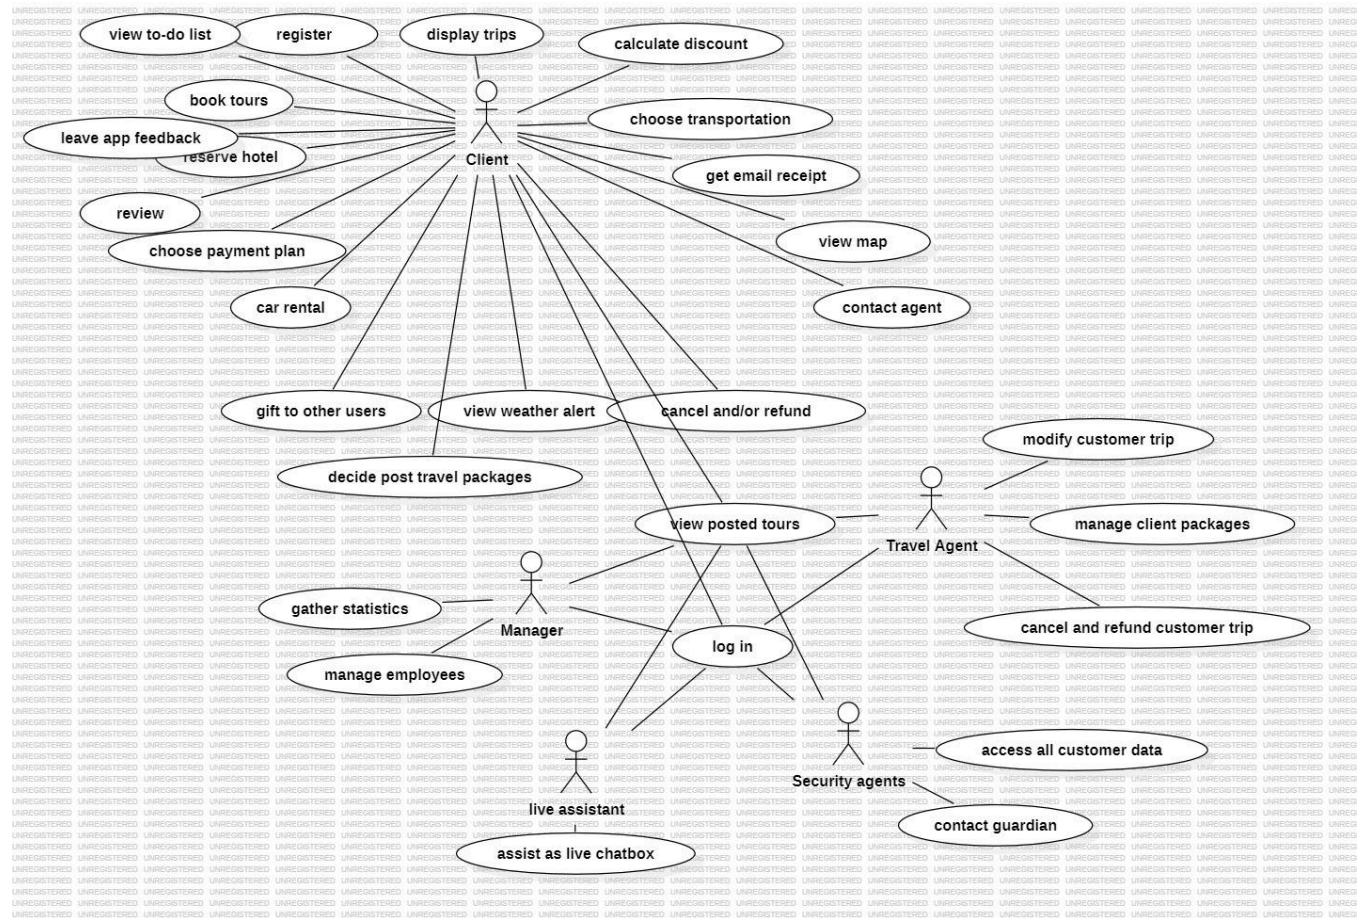 view to-do list
register
display trips
calculate discount
book tours
choose transportation
leave app feedback
reserve hotel
Client
get email receipt
review
view map
choose payment plan
car rental
contact agent
gift to other users
view weather alert
cancel and/or refund
modify customer trip
decide post travel packages
view posted tours
manage client packages
Travel Agent
gather statistics
Manager
cancel and refund customer trip
log in
manage employees
access all customer data
Security agents
live assistant
contact guardian
assist as live chatbox
UNREGISTERED